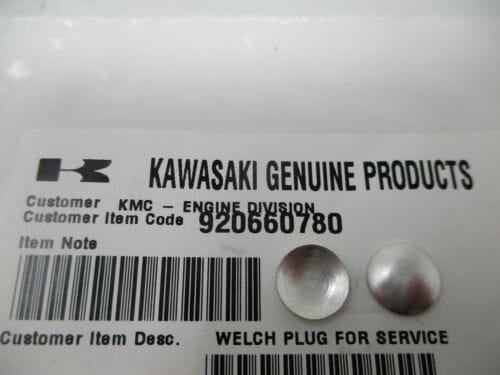 KAWASAKI GENUINE PRODUCTS
Customer KMC - ENGINE DIVISION
Customer Item Code 920660780
Item Note
Customer Item Desc. WELCH PLUG FOR SERVICE